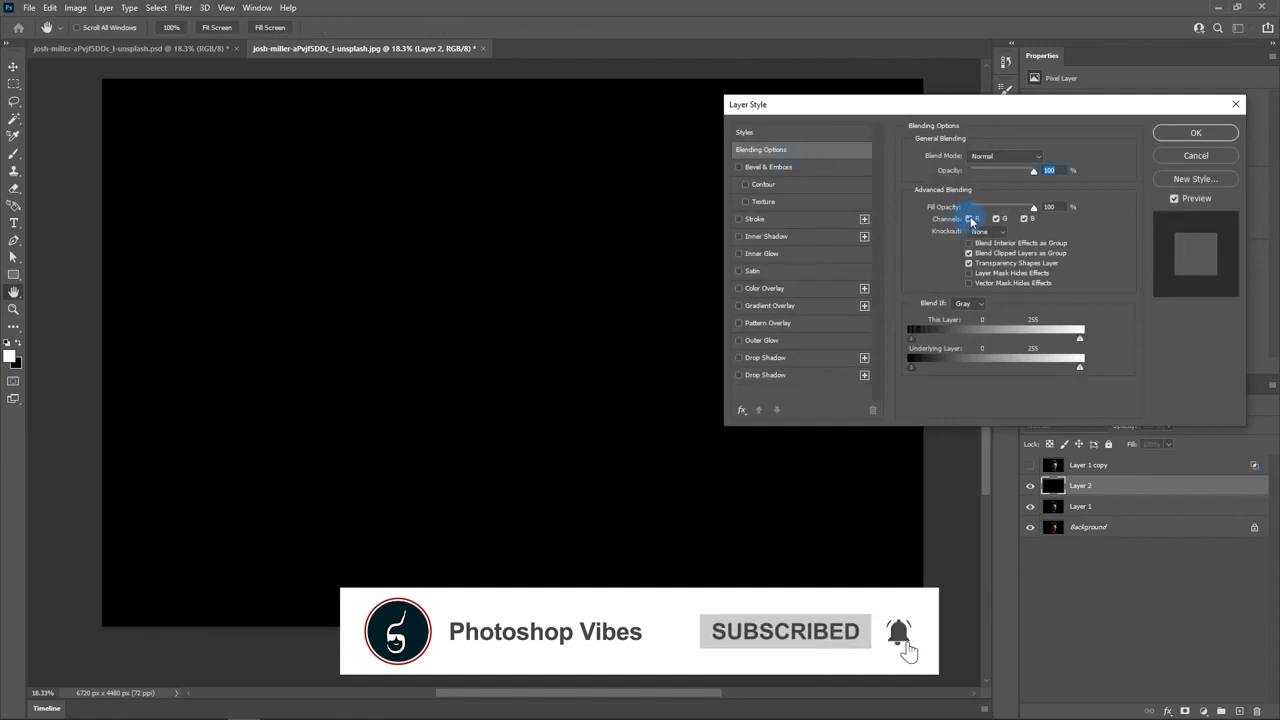 Ps File Edit Image Layer Type Select Filter 3D View Window Help
Scroll All Windows 100% Fit Screen Fill Screen
josh-miller-aPvjf5DDc_I-unsplash.psd @ 18.3% (RGB/8) * × josh-miller-aPvjf5DDc_I-unsplash.jpg @ 18.3% (Layer 2, RGB/8) * ×
Properties
Pixel Layer
Layer Style
Styles
Blending Options
Bevel & Emboss
Contour
Texture
Stroke
Inner Shadow
Inner Glow
Satin
Color Overlay
Gradient Overlay
Pattern Overlay
Outer Glow
Drop Shadow
Drop Shadow
fx
Blending Options
General Blending
Blend Mode: Normal
Opacity: 100 %
Advanced Blending
Fill Opacity: 100 %
Channels: R G B
Knockout: None
Blend Interior Effects as Group
Blend Clipped Layers as Group
Transparency Shapes Layer
Layer Mask Hides Effects
Vector Mask Hides Effects
Blend If: Gray
This Layer: 0 255
Underlying Layer: 0 255
OK
Cancel
New Style...
Preview
Lock: Fill: 100%
Layer 1 copy
Layer 2
Layer 1
Background
Photoshop Vibes SUBSCRIBED
18.33% 6720 px x 4480 px (72 ppi)
Timeline
fx